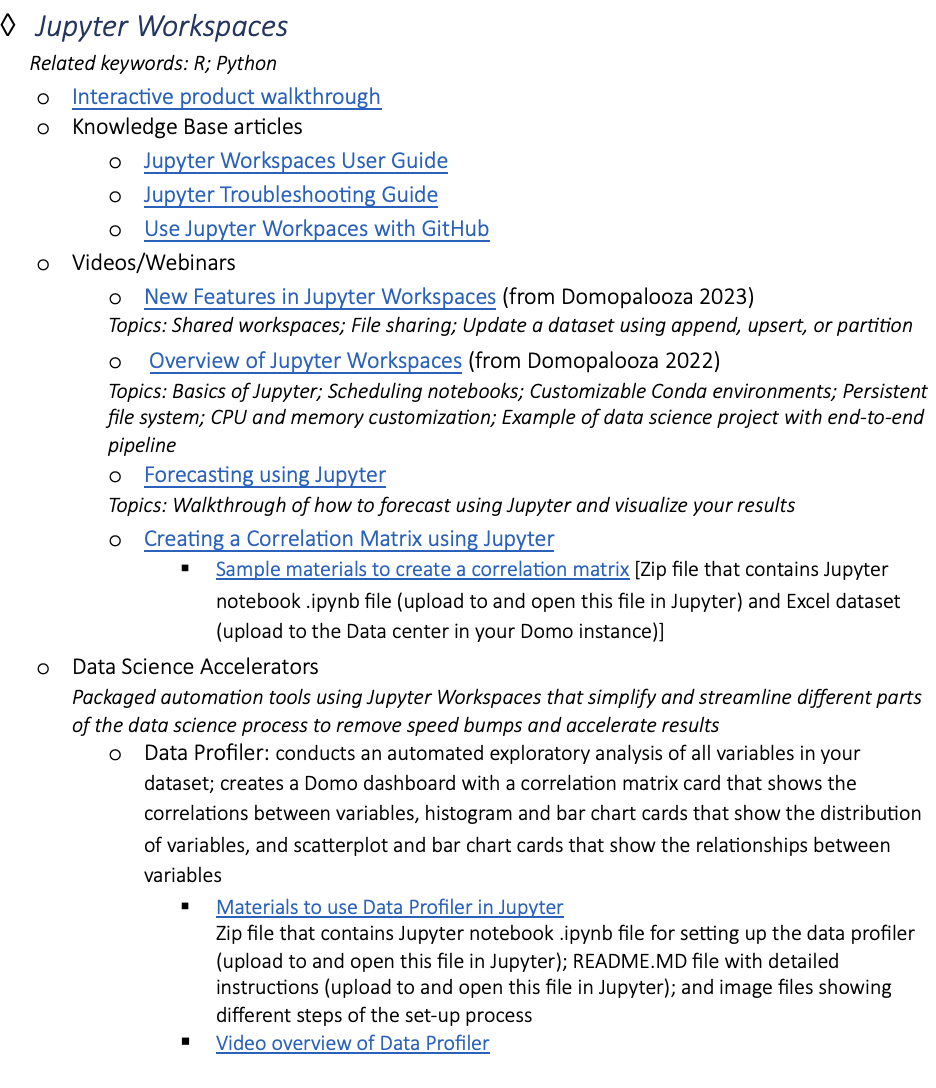 ◊ Jupyter Workspaces
Related keywords: R; Python
o Interactive product walkthrough
o Knowledge Base articles
o Jupyter Workspaces User Guide
o Jupyter Troubleshooting Guide
o Use Jupyter Workpaces with GitHub
o Videos/Webinars
o New Features in Jupyter Workspaces (from Domopalooza 2023)
Topics: Shared workspaces; File sharing; Update a dataset using append, upsert, or partition
o Overview of Jupyter Workspaces (from Domopalooza 2022)
Topics: Basics of Jupyter; Scheduling notebooks; Customizable Conda environments; Persistent
file system; CPU and memory customization; Example of data science project with end-to-end
pipeline
o Forecasting using Jupyter
Topics: Walkthrough of how to forecast using Jupyter and visualize your results
o Creating a Correlation Matrix using Jupyter
▪ Sample materials to create a correlation matrix [Zip file that contains Jupyter
notebook .ipynb file (upload to and open this file in Jupyter) and Excel dataset
(upload to the Data center in your Domo instance)]
o Data Science Accelerators
Packaged automation tools using Jupyter Workspaces that simplify and streamline different parts
of the data science process to remove speed bumps and accelerate results
o Data Profiler: conducts an automated exploratory analysis of all variables in your
dataset; creates a Domo dashboard with a correlation matrix card that shows the
correlations between variables, histogram and bar chart cards that show the distribution
of variables, and scatterplot and bar chart cards that show the relationships between
variables
▪ Materials to use Data Profiler in Jupyter
Zip file that contains Jupyter notebook .ipynb file for setting up the data profiler
(upload to and open this file in Jupyter); README.MD file with detailed
instructions (upload to and open this file in Jupyter); and image files showing
different steps of the set-up process
▪ Video overview of Data Profiler